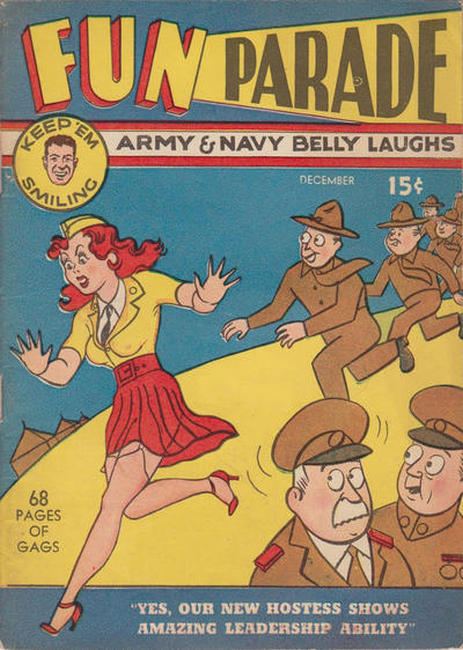 FUN PARADE
KEEP 'EM
SMILING
ARMY & NAVY BELLY LAUGHS
DECEMBER 15¢
68
PAGES
OF
GAGS
"YES, OUR NEW HOSTESS SHOWS
AMAZING LEADERSHIP ABILITY"